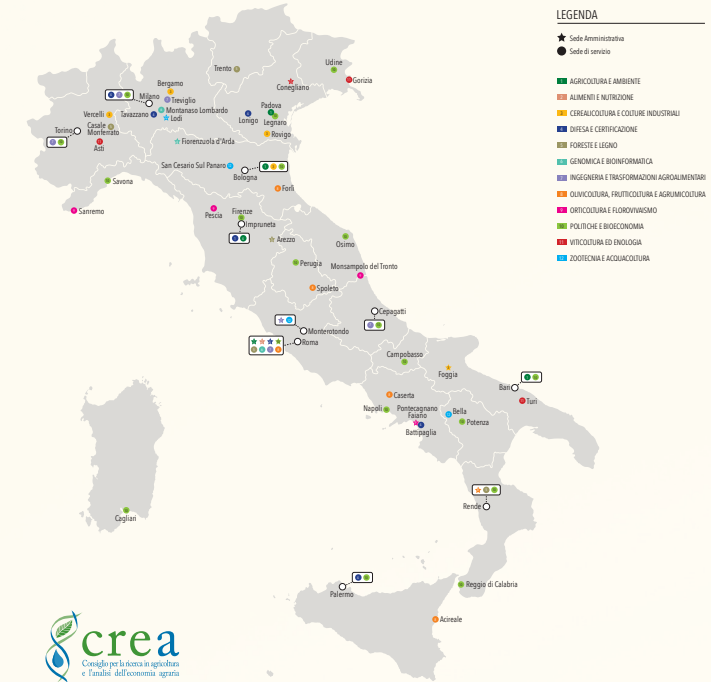 LEGENDA
Sede Amministrativa
Sede di servizio
AGRICOLTURA E AMBIENTE
ALIMENTI E NUTRIZIONE
CEREALICOLTURA E COLTURE INDUSTRIALI
DIFESA E CERTIFICAZIONE
FORESTE E LEGNO
GENOMICA E BIOINFORMATICA
INGEGNERIA E TRASFORMAZIONI AGROALIMENTARI
OLIVICOLTURA, FRUTTICOLTURA E AGRUMICOLTURA
ORTICOLTURA E FLOROVIVAISMO
POLITICHE E BIOECONOMIA
VITICOLTURA ED ENOLOGIA
ZOOTECNIA E ACQUACOLTURA
Udine
Trento
Gorizia
Conegliano
Bergamo
Milano
Treviglio
Montanaso Lombardo
Padova
Vercelli
Tavazzano
Lodi
Lonigo
Legnaro
Casale
Monferrato
Torino
Rovigo
Asti
Fiorenzuola d'Arda
San Cesario Sul Panaro
Bologna
Savona
Forlì
Sanremo
Pescia
Firenze
Impruneta
Arezzo
Osimo
Perugia
Monsampolo del Tronto
Spoleto
Cepagatti
Monterotondo
Roma
Campobasso
Foggia
Bari
Caserta
Turi
Napoli
Pontecagnano
Faiano
Bella
Potenza
Battipaglia
Rende
Cagliari
Reggio di Calabria
Palermo
Acireale
crea
Consiglio per la ricerca in agricoltura
e l'analisi dell'economia agraria